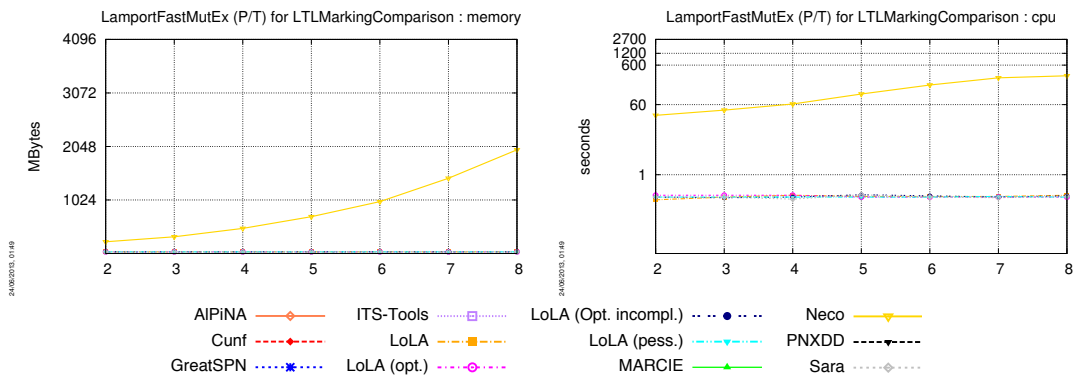 LamportFastMutEx (P/T) for LTLMarkingComparison : memory
4096
3072
2048
1024
MBytes
2 3 4 5 6 7 8
24/06/2013, 01:49
LamportFastMutEx (P/T) for LTLMarkingComparison : cpu
2700
1200
600
60
1
seconds
2 3 4 5 6 7 8
24/06/2013, 01:49
AlPiNA ITS-Tools LoLA (Opt. incompl.) Neco
Cunf LoLA LoLA (pess.) PNXDD
GreatSPN LoLA (opt.) MARCIE Sara